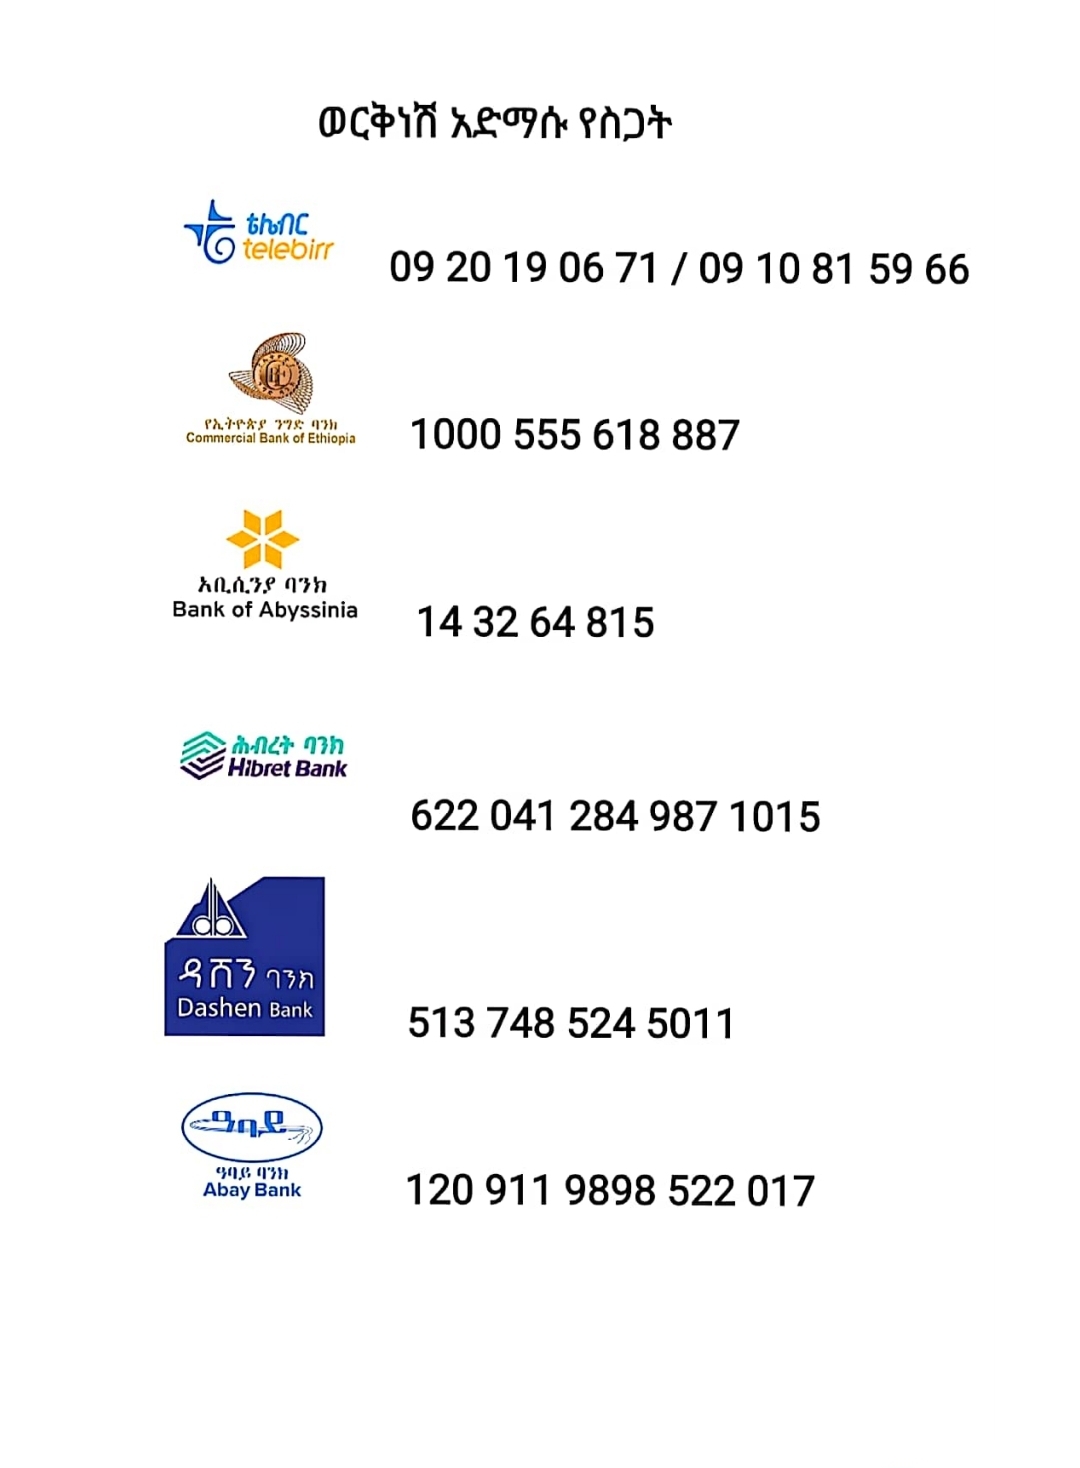 ወርቅነሽ አድማሱ የስጋት
ቴሌብር
telebirr
09 20 19 06 71 / 09 10 81 59 66
የኢትዮጵያ ንግድ ባንክ
Commercial Bank of Ethiopia
1000 555 618 887
አቢሲንያ ባንክ
Bank of Abyssinia
14 32 64 815
ሕብረት ባንክ
Hibret Bank
622 041 284 987 1015
ዳሸን ባንክ
Dashen Bank
513 748 524 5011
ዓባይ
ዓባይ ባንክ
Abay Bank
120 911 9898 522 017